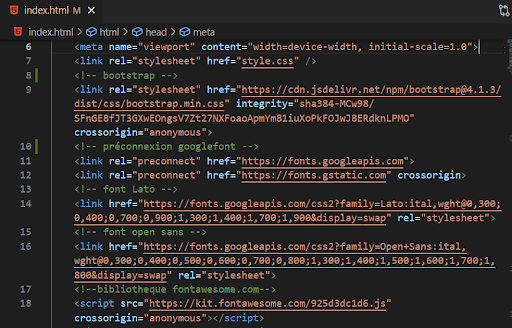 index.html M
index.html > html > head > meta
6 <meta name="viewport" content="width=device-width, initial-scale=1.0">
7 <link rel="stylesheet" href="style.css" />
8 <!-- bootstrap -->
9 <link rel="stylesheet" href="https://cdn.jsdelivr.net/npm/bootstrap@4.1.3/
dist/css/bootstrap.min.css" integrity="sha384-MCw98/
SFnGE8fJT3GXwEOngsV7Zt27NXFoaoApmYm81iuXoPkFOJwJ8ERdknLPMO"
crossorigin="anonymous">
10 <!-- préconnexion googlefont -->
11 <link rel="preconnect" href="https://fonts.googleapis.com">
12 <link rel="preconnect" href="https://fonts.gstatic.com" crossorigin>
13 <!-- font Lato -->
14 <link href="https://fonts.googleapis.com/css2?family=Lato:ital,wght@0,300;
0,400;0,700;0,900;1,300;1,400;1,700;1,900&display=swap" rel="stylesheet">
15 <!-- font open sans -->
16 <link href="https://fonts.googleapis.com/css2?family=Open+Sans:ital,
wght@0,300;0,400;0,500;0,600;0,700;0,800;1,300;1,400;1,500;1,600;1,700;1,
800&display=swap" rel="stylesheet">
17 <!--bibliotheque fontawesome.com-->
18 <script src="https://kit.fontawesome.com/925d3dc1d6.js"
crossorigin="anonymous"></script>